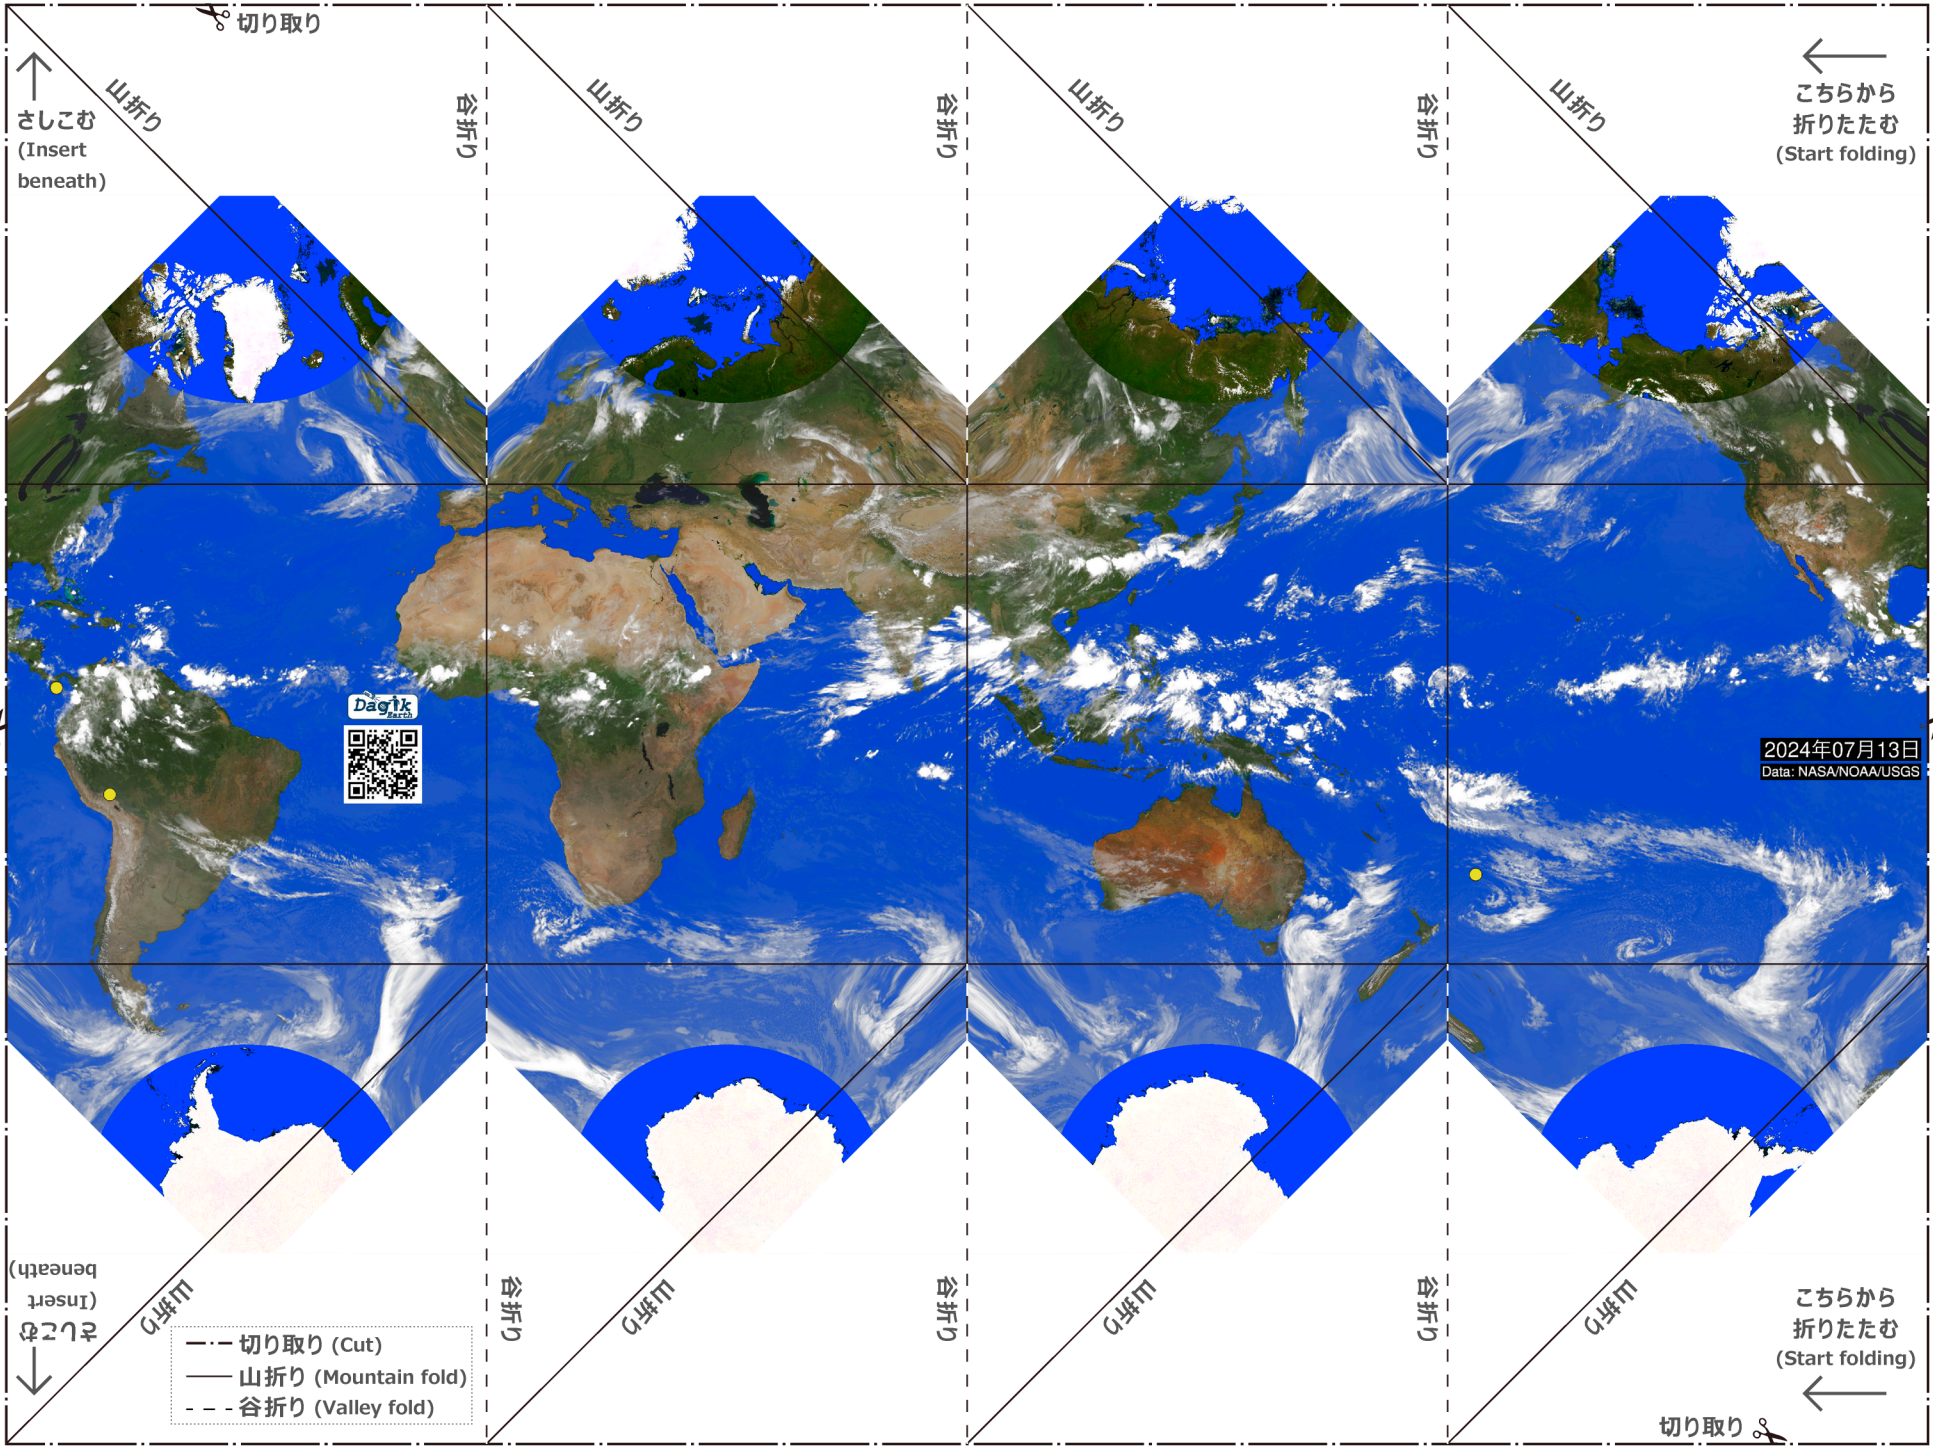 切り取り
山折り
谷折り
山折り
谷折り
山折り
谷折り
山折り
さしこむ
(Insert
beneath)
こちらから
折りたたむ
(Start folding)
Dagik
Earth
2024年07月13日
Data: NASA/NOAA/USGS
さしこむ
(Insert
beneath)
山折り
谷折り
山折り
谷折り
山折り
谷折り
山折り
こちらから
折りたたむ
(Start folding)
切り取り (Cut)
山折り (Mountain fold)
谷折り (Valley fold)
切り取り